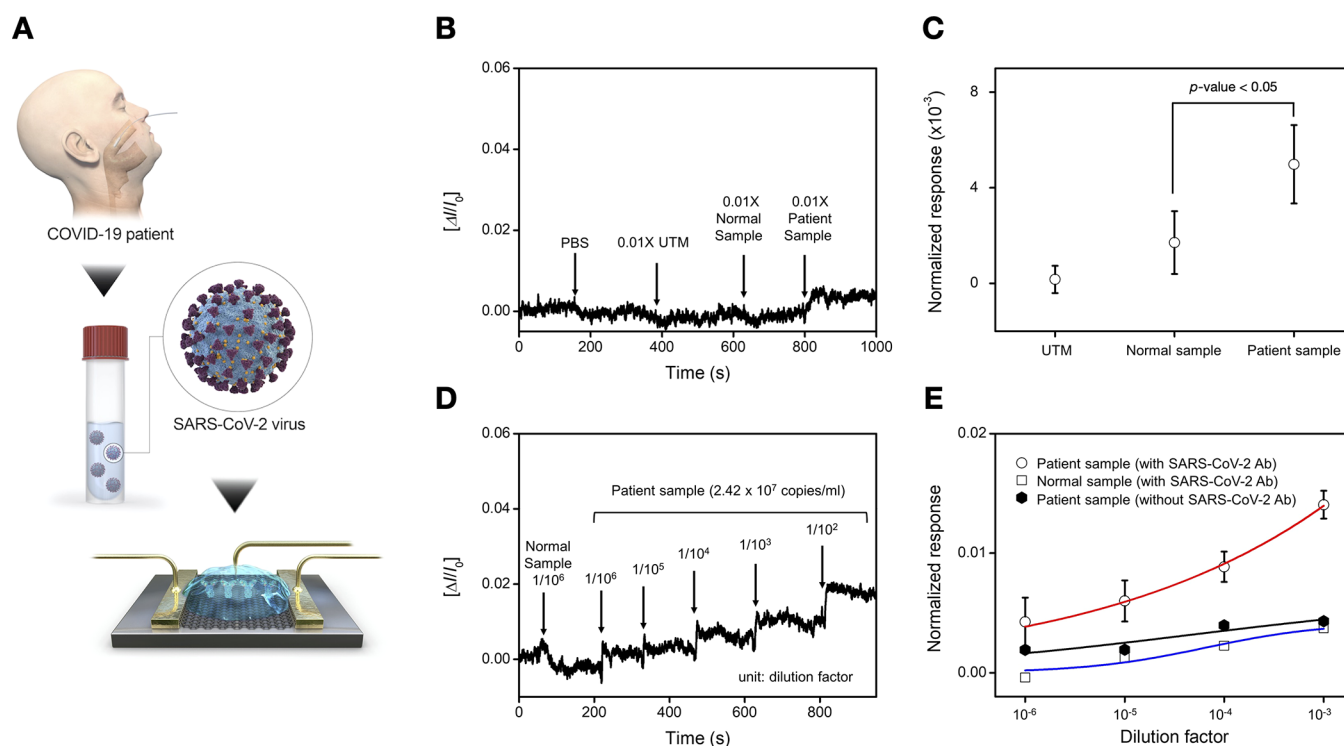 A
COVID-19 patient
SARS-CoV-2 virus
B
[ΔI/I₀]
0.06
0.04
0.02
0.00
PBS
0.01X UTM
0.01X
Normal
Sample
0.01X
Patient
Sample
0 200 400 600 800 1000
Time (s)
C
Normalized response (x10⁻³)
8
4
0
p-value < 0.05
UTM Normal sample Patient sample
D
[ΔI/I₀]
0.06
0.04
0.02
0.00
Patient sample (2.42 x 10⁷ copies/ml)
Normal
Sample
1/10⁶
1/10⁶
1/10⁵
1/10⁴
1/10³
1/10²
unit: dilution factor
0 200 400 600 800
Time (s)
E
Normalized response
0.02
0.01
0.00
Patient sample (with SARS-CoV-2 Ab)
Normal sample (with SARS-CoV-2 Ab)
Patient sample (without SARS-CoV-2 Ab)
10⁻⁶ 10⁻⁵ 10⁻⁴ 10⁻³
Dilution factor